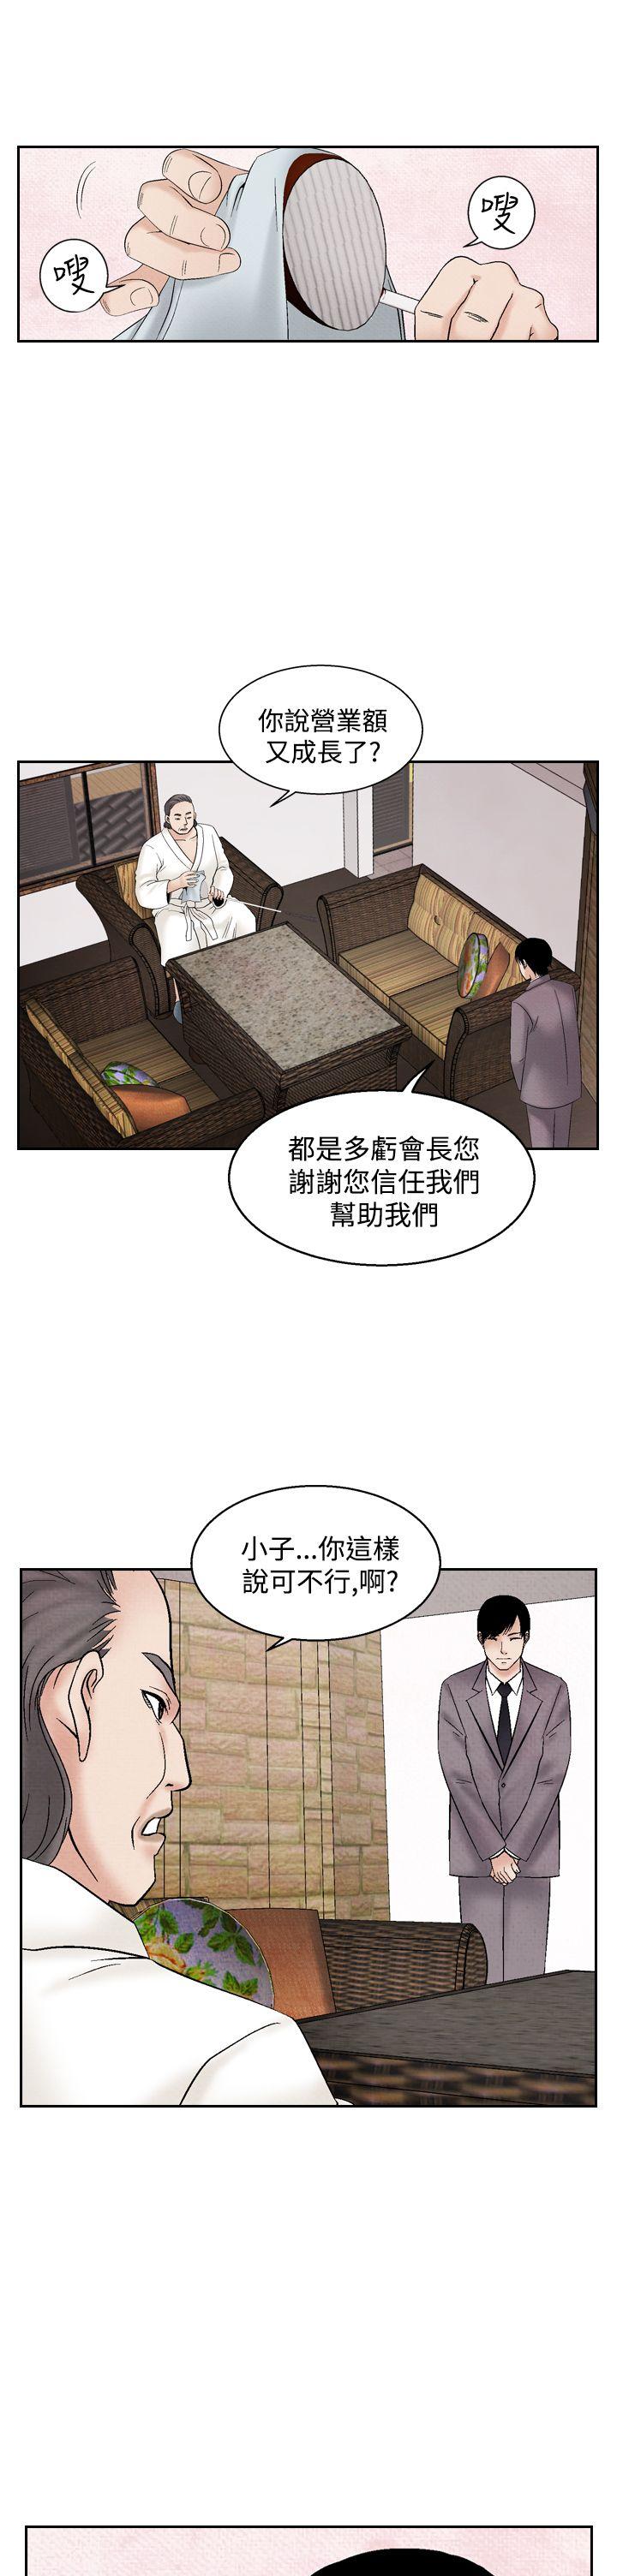 嗖
嗖
你說營業額
又成長了?
都是多虧會長您
謝謝您信任我們
幫助我們
小子...你這樣
說可不行,啊?